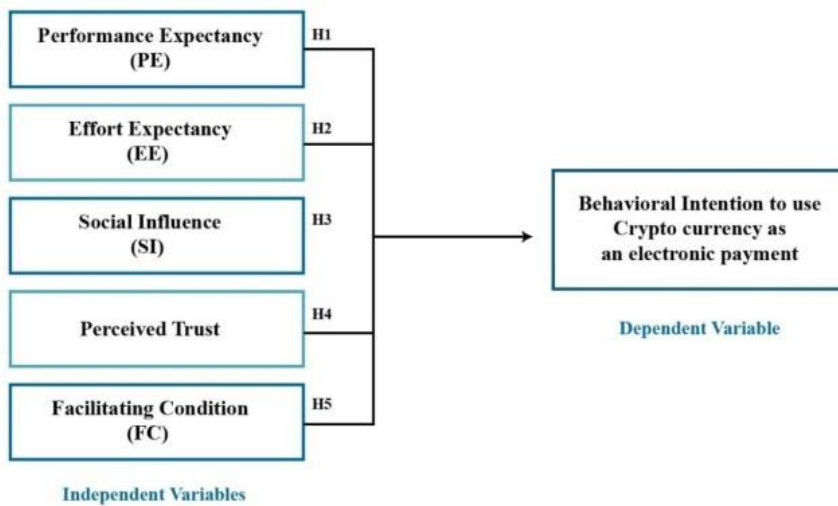 Performance Expectancy
(PE)
H1
Effort Expectancy
(EE)
H2
Social Influence
(SI)
H3
Perceived Trust
H4
Facilitating Condition
(FC)
H5
Independent Variables
Behavioral Intention to use
Crypto currency as
an electronic payment
Dependent Variable